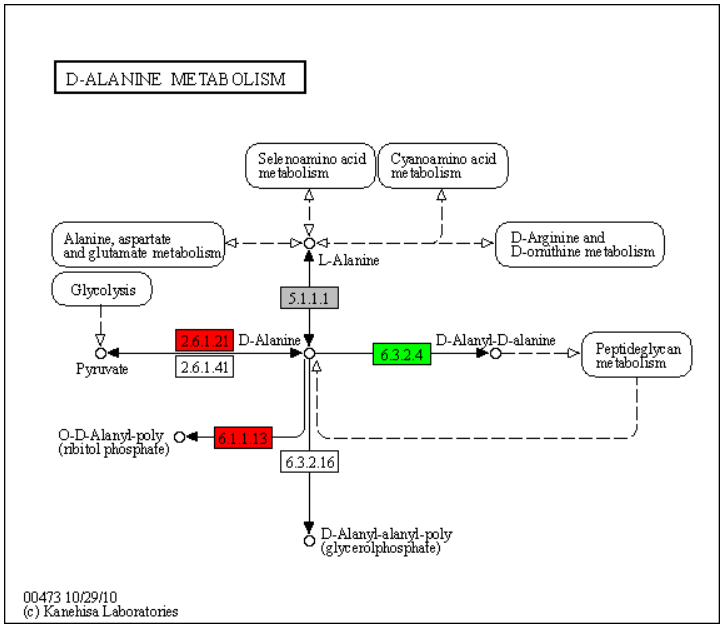 D-ALANINE METABOLISM
Selenoamino acid
metabolism
Cyanoamino acid
metabolism
Alanine, aspartate
and glutamate metabolism
D-Arginine and
D-ornithine metabolism
L-Alanine
Glycolysis
5.1.1.1
2.6.1.21
D-Alanine
6.3.2.4
D-Alanyl-D-alanine
Pyruvate
2.6.1.41
Peptideglycan
metabolism
O-D-Alanyl-poly
(ribitol phosphate)
6.1.1.13
6.3.2.16
D-Alanyl-alanyl-poly
(glycerolphosphate)
00473 10/29/10
(c) Kanehisa Laboratories